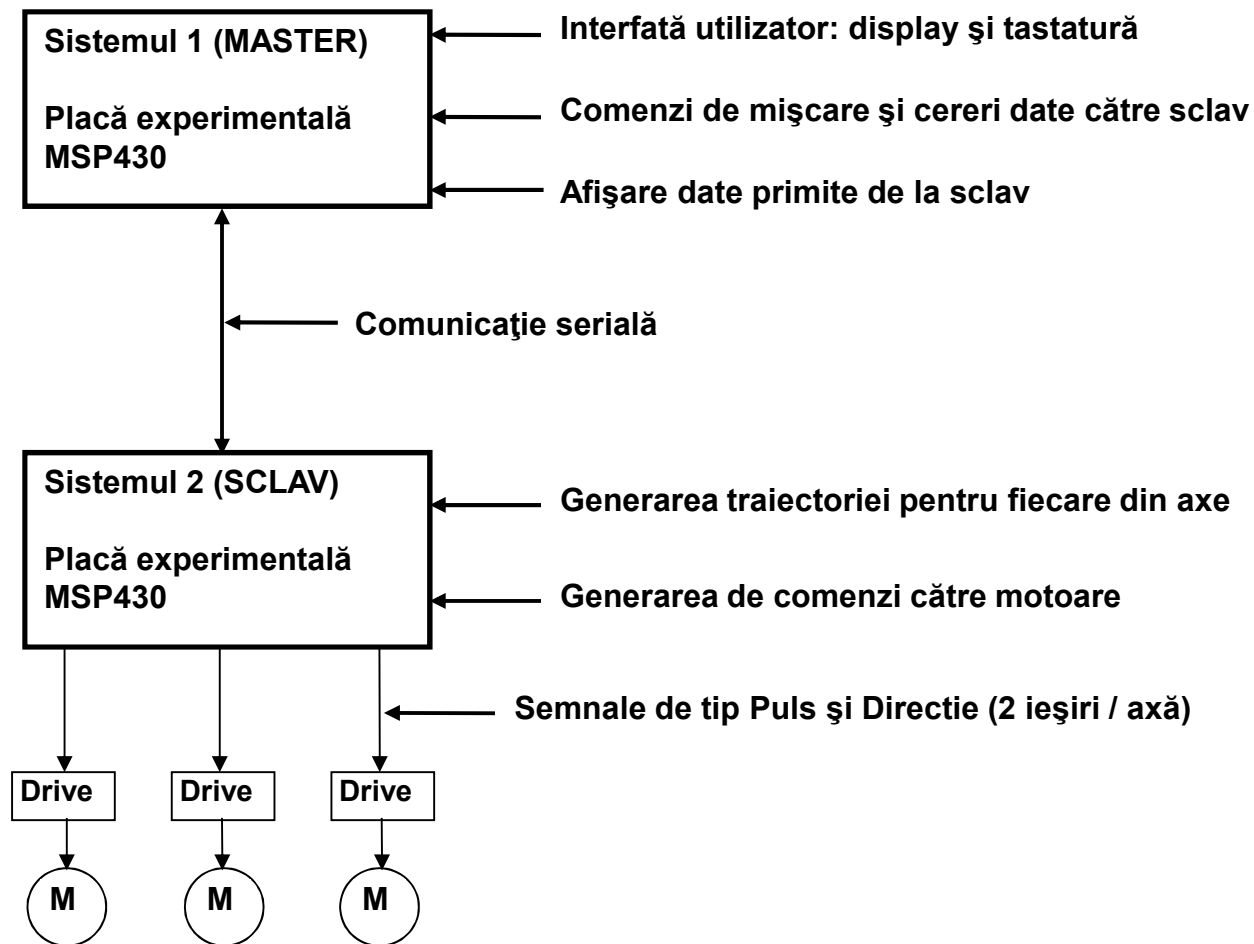 Sistemul 1 (MASTER)
Placă experimentală
MSP430
Interfată utilizator: display şi tastatură
Comenzi de mişcare şi cereri date către sclav
Afişare date primite de la sclav
Comunicaţie serială
Sistemul 2 (SCLAV)
Placă experimentală
MSP430
Generarea traiectoriei pentru fiecare din axe
Generarea de comenzi către motoare
Semnale de tip Puls şi Directie (2 ieşiri / axă)
Drive
Drive
Drive
M
M
M